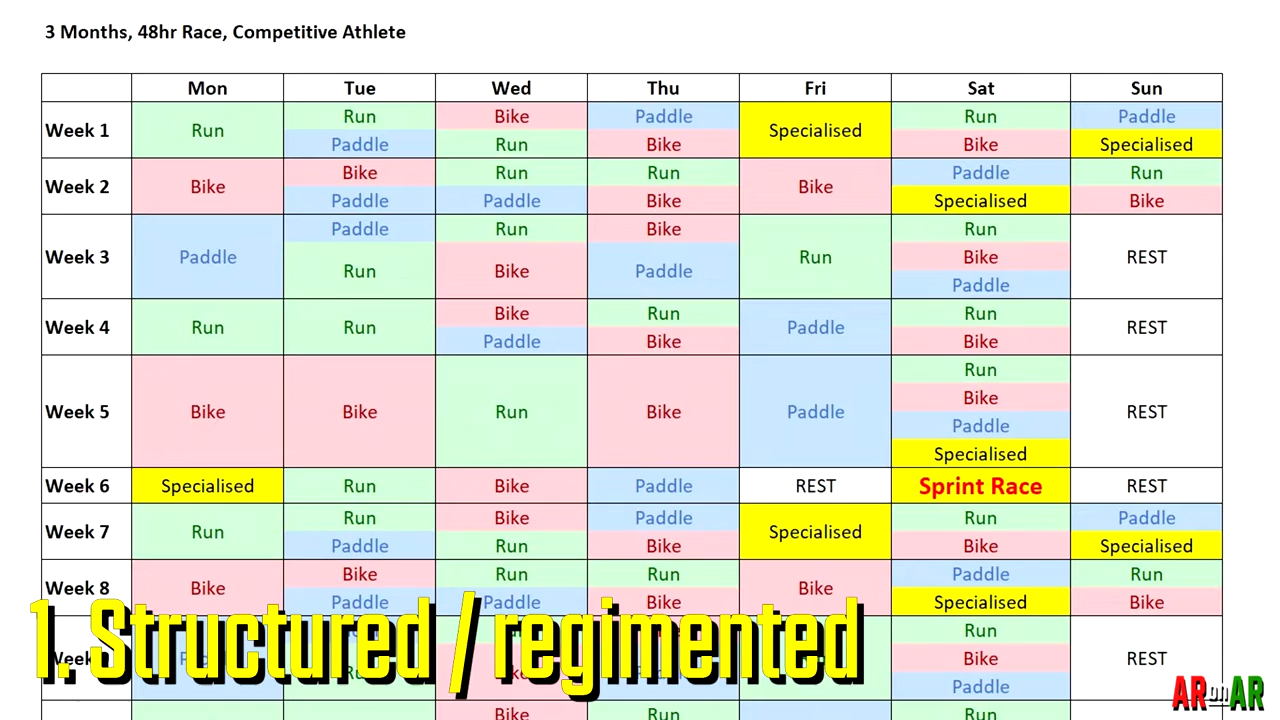 3 Months, 48hr Race, Competitive Athlete
Mon Tue Wed Thu Fri Sat Sun
Week 1
Run
Run
Paddle
Bike
Run
Paddle
Bike
Specialised
Run
Bike
Paddle
Specialised
Week 2
Bike
Bike
Paddle
Run
Paddle
Run
Bike
Bike
Paddle
Specialised
Run
Bike
Week 3
Paddle
Paddle
Run
Run
Bike
Bike
Paddle
Run
Run
Bike
Paddle
REST
Week 4
Run
Run
Bike
Paddle
Run
Bike
Paddle
Run
Bike
REST
Week 5
Bike
Bike
Run
Bike
Paddle
Run
Bike
Paddle
Specialised
REST
Week 6
Specialised
Run
Bike
Paddle
REST
Sprint Race
REST
Week 7
Run
Run
Paddle
Bike
Run
Paddle
Bike
Specialised
Run
Bike
Paddle
Specialised
Week 8
Bike
Bike
Paddle
Run
Paddle
Run
Bike
Bike
Paddle
Specialised
Run
Bike
Run
Bike
Paddle
REST
Bike
Run
Run
1. Structured / regimented
AR on AR